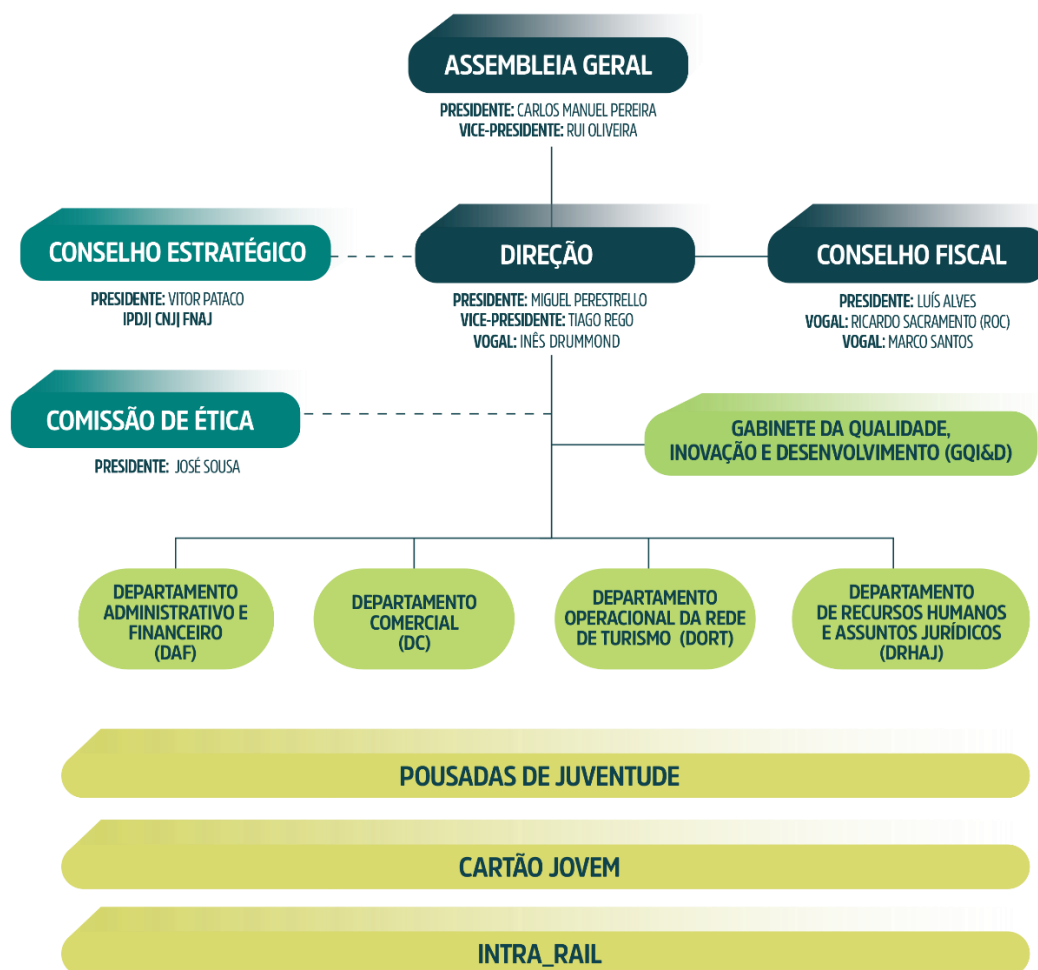 ASSEMBLEIA GERAL
PRESIDENTE: CARLOS MANUEL PEREIRA
VICE-PRESIDENTE: RUI OLIVEIRA
CONSELHO ESTRATÉGICO
PRESIDENTE: VITOR PATACO
IPDJ| CNJ| FNAJ
DIREÇÃO
PRESIDENTE: MIGUEL PERESTRELLO
VICE-PRESIDENTE: TIAGO REGO
VOGAL: INÊS DRUMMOND
CONSELHO FISCAL
PRESIDENTE: LUÍS ALVES
VOGAL: RICARDO SACRAMENTO (ROC)
VOGAL: MARCO SANTOS
COMISSÃO DE ÉTICA
PRESIDENTE: JOSÉ SOUSA
GABINETE DA QUALIDADE,
INOVAÇÃO E DESENVOLVIMENTO (GQI&D)
DEPARTAMENTO
ADMINISTRATIVO E
FINANCEIRO
(DAF)
DEPARTAMENTO
COMERCIAL
(DC)
DEPARTAMENTO
OPERACIONAL DA REDE
DE TURISMO (DORT)
DEPARTAMENTO
DE RECURSOS HUMANOS
E ASSUNTOS JURÍDICOS
(DRHAJ)
POUSADAS DE JUVENTUDE
CARTÃO JOVEM
INTRA_RAIL